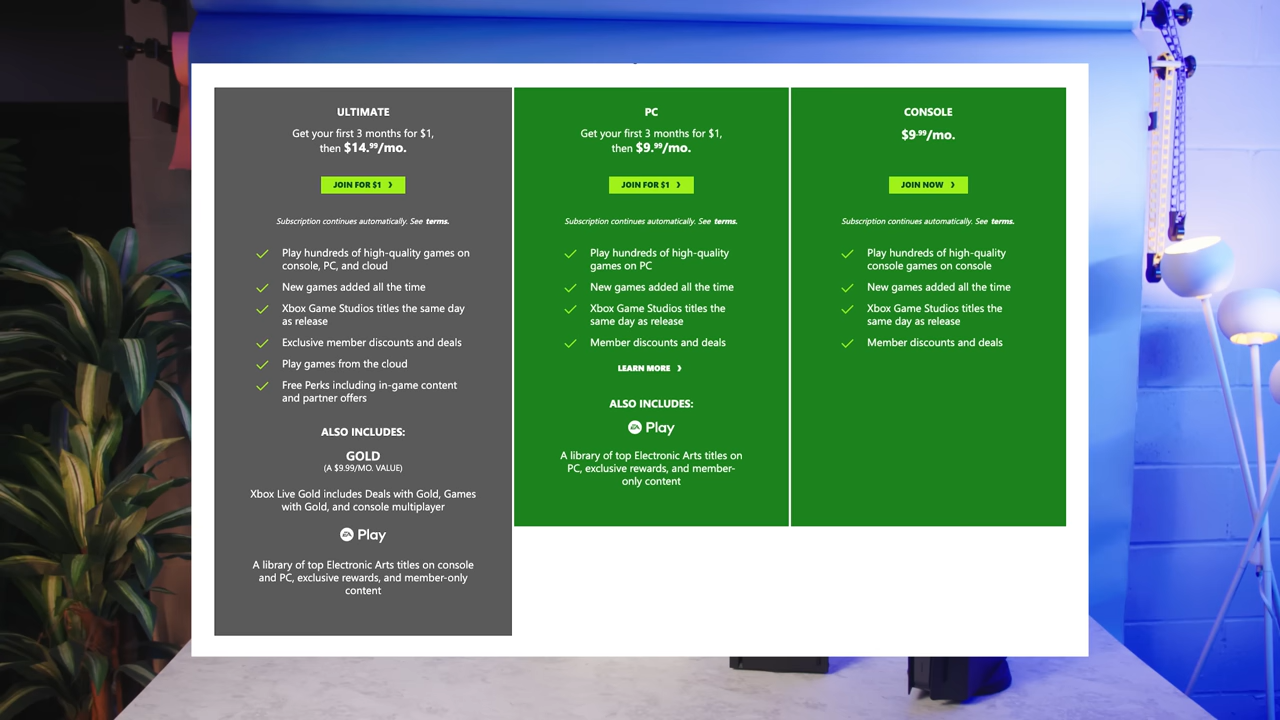 ULTIMATE
Get your first 3 months for $1,
then $14.99/mo.
JOIN FOR $1 ❯
Subscription continues automatically. See terms.
Play hundreds of high-quality games on
console, PC, and cloud
New games added all the time
Xbox Game Studios titles the same day
as release
Exclusive member discounts and deals
Play games from the cloud
Free Perks including in-game content
and partner offers
ALSO INCLUDES:
GOLD
(A $9.99/MO. VALUE)
Xbox Live Gold includes Deals with Gold, Games
with Gold, and console multiplayer
EA Play
A library of top Electronic Arts titles on console
and PC, exclusive rewards, and member-only
content
PC
Get your first 3 months for $1,
then $9.99/mo.
JOIN FOR $1 ❯
Subscription continues automatically. See terms.
Play hundreds of high-quality
games on PC
New games added all the time
Xbox Game Studios titles the
same day as release
Member discounts and deals
LEARN MORE ❯
ALSO INCLUDES:
EA Play
A library of top Electronic Arts titles on
PC, exclusive rewards, and member-
only content
CONSOLE
$9.99/mo.
JOIN NOW ❯
Subscription continues automatically. See terms.
Play hundreds of high-quality
console games on console
New games added all the time
Xbox Game Studios titles the
same day as release
Member discounts and deals